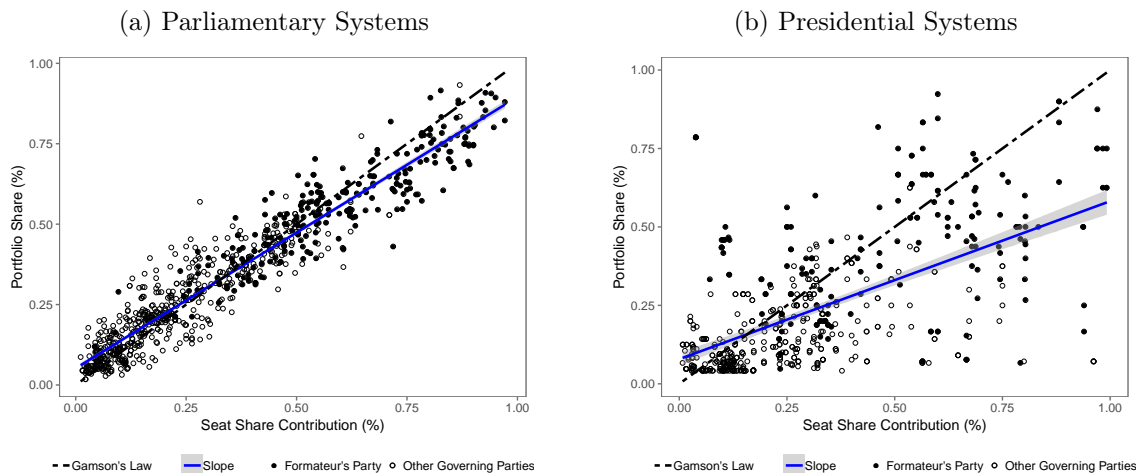 (a) Parliamentary Systems
(b) Presidential Systems
1.00
0.75
0.50
0.25
0.00
Portfolio Share (%)
0.00 0.25 0.50 0.75 1.00
Seat Share Contribution (%)
Gamson's Law Slope Formateur's Party Other Governing Parties
1.00
0.75
0.50
0.25
0.00
Portfolio Share (%)
0.00 0.25 0.50 0.75 1.00
Seat Share Contribution (%)
Gamson's Law Slope Formateur's Party Other Governing Parties